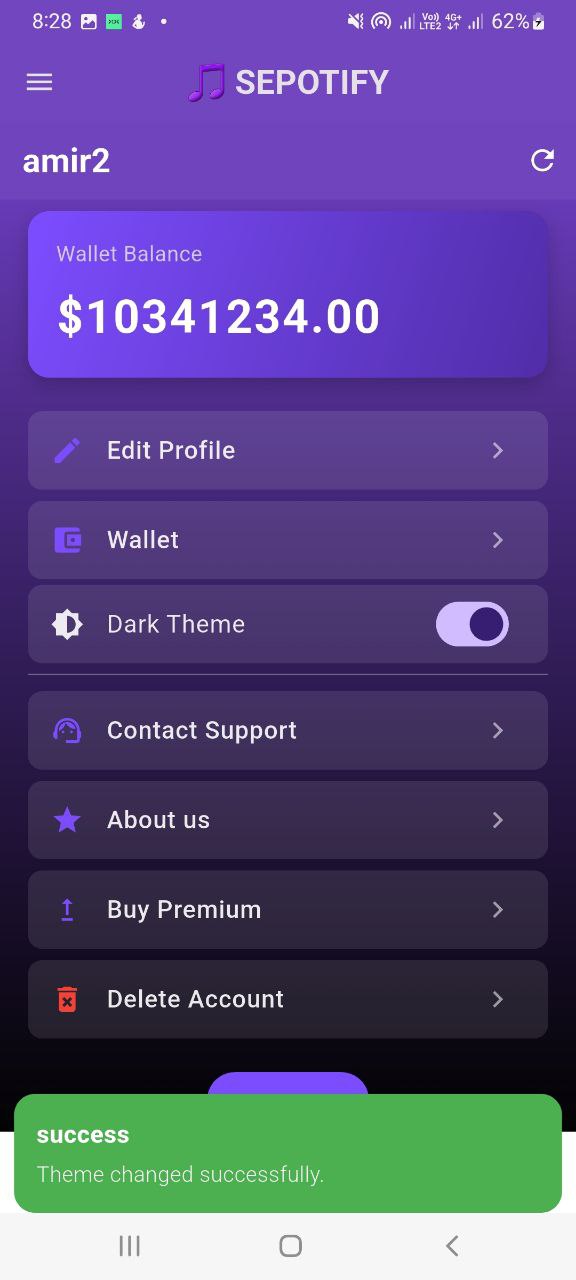 8:28
Vo)) 4G+
LTE2
62%
SEPOTIFY
amir2
Wallet Balance
$10341234.00
Edit Profile
Wallet
Dark Theme
Contact Support
About us
Buy Premium
Delete Account
success
Theme changed successfully.